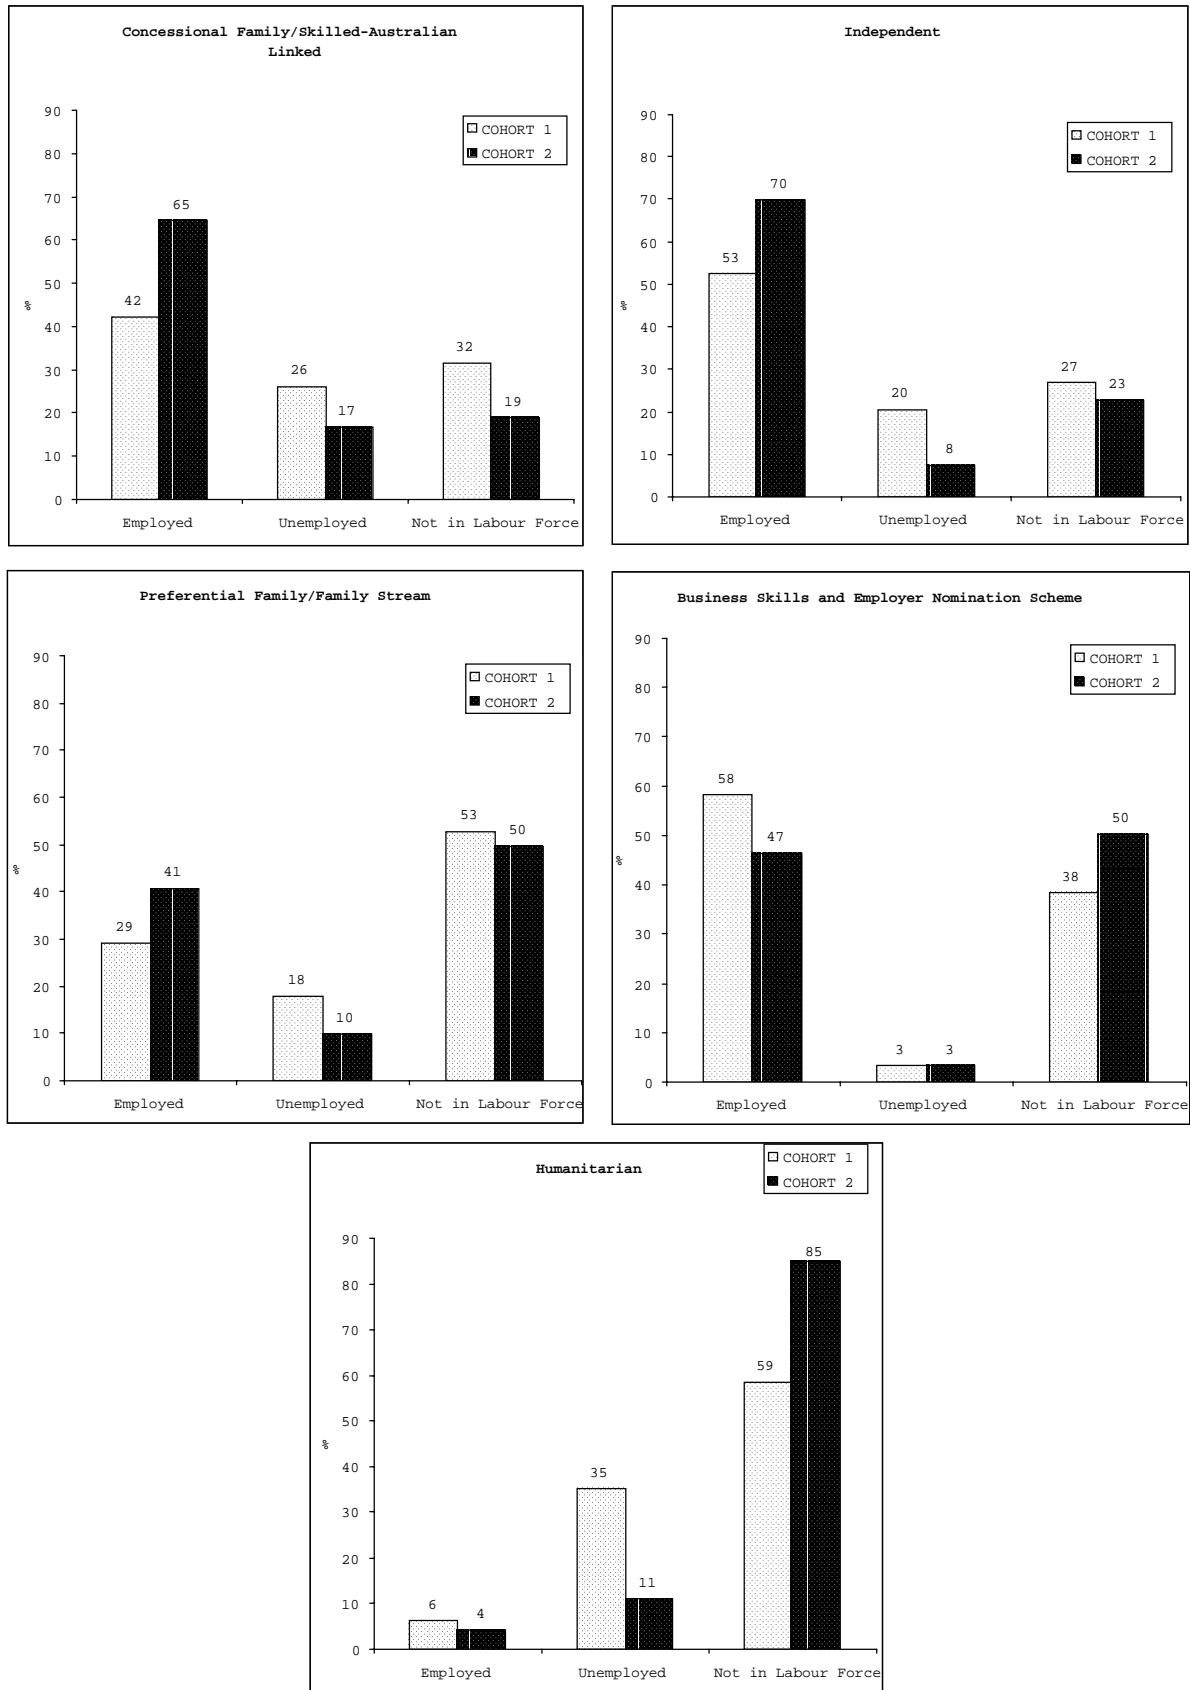 Concessional Family/Skilled-Australian
Linked
90
80
70
60
50
40
30
20
10
0
%
COHORT 1
COHORT 2
42
65
26
17
32
19
Employed
Unemployed
Not in Labour Force
Independent
90
80
70
60
50
40
30
20
10
0
%
COHORT 1
COHORT 2
53
70
20
8
27
23
Employed
Unemployed
Not in Labour Force
Preferential Family/Family Stream
90
80
70
60
50
40
30
20
10
0
%
COHORT 1
COHORT 2
29
41
18
10
53
50
Employed
Unemployed
Not in Labour Force
Business Skills and Employer Nomination Scheme
90
80
70
60
50
40
30
20
10
0
%
COHORT 1
COHORT 2
58
47
3
3
38
50
Employed
Unemployed
Not in Labour Force
Humanitarian
90
80
70
60
50
40
30
20
10
0
%
COHORT 1
COHORT 2
6
4
35
11
59
85
Employed
Unemployed
Not in Labour Force